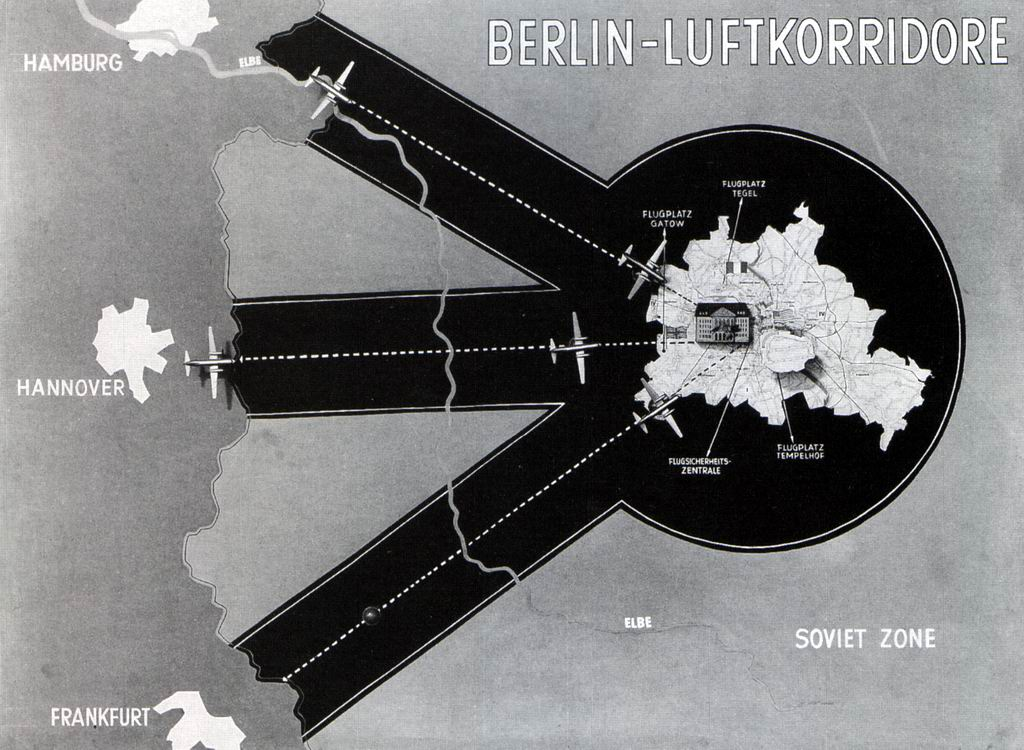 BERLIN-LUFTKORRIDORE
HAMBURG
ELBE
FLUGPLATZ
TEGEL
FLUGPLATZ
GATOW
HANNOVER
FLUGSICHERHEITS-
ZENTRALE
FLUGPLATZ
TEMPELHOF
ELBE
SOVIET ZONE
FRANKFURT